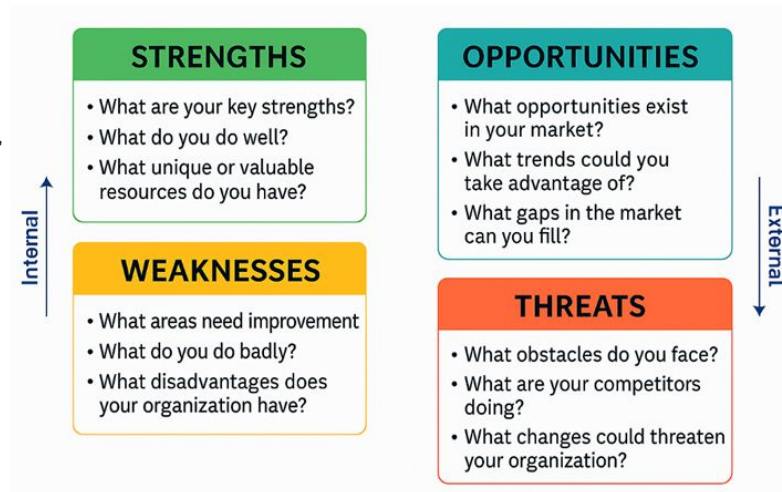 STRENGTHS
• What are your key strengths?
• What do you do well?
• What unique or valuable
resources do you have?
WEAKNESSES
• What areas need improvement
• What do you do badly?
• What disadvantages does
your organization have?
Internal
OPPORTUNITIES
• What opportunities exist
in your market?
• What trends could you
take advantage of?
• What gaps in the market
can you fill?
THREATS
• What obstacles do you face?
• What are your competitors
doing?
• What changes could threaten
your organization?
External